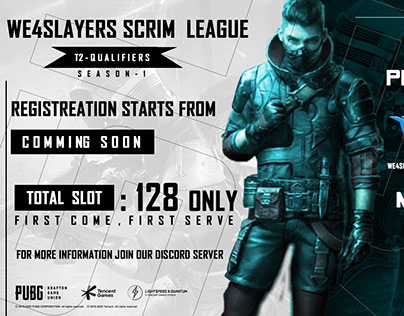 WE4SLAYERS SCRIM LEAGUE
T2-QUALIFIERS
SEASON-1
REGISTREATION STARTS FROM
COMMING SOON
TOTAL SLOT : 128 ONLY
FIRST COME , FIRST SERVE
FOR MORE INFORMATION JOIN OUR DISCORD SERVER
PUBG KRAFTON GAME UNION
Tencent Games
LIGHTSPEED & QUANTUM